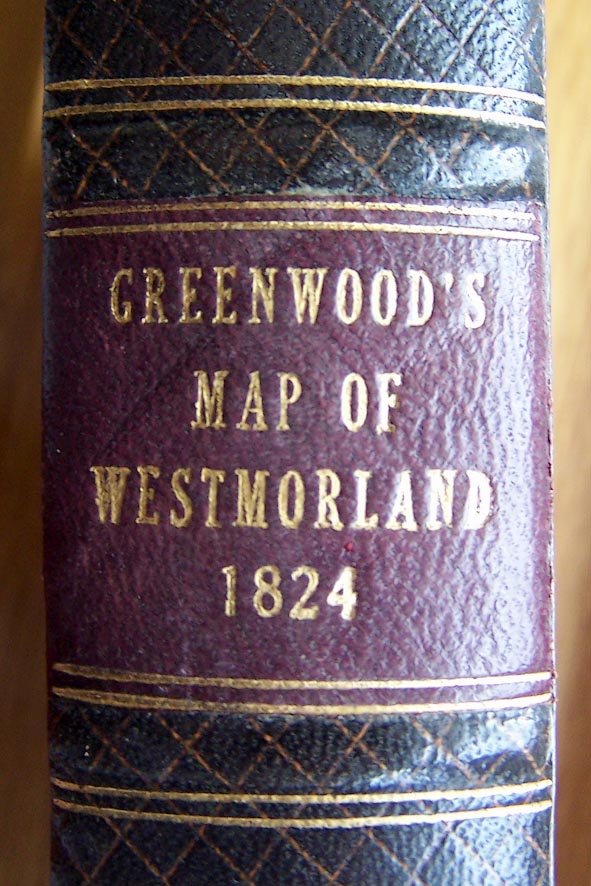 GREENWOOD'S
MAP OF
WESTMORLAND
1824